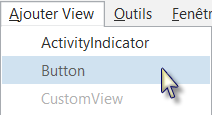 Ajouter View Outils Fenêtr
ActivityIndicator
Button
CustomView